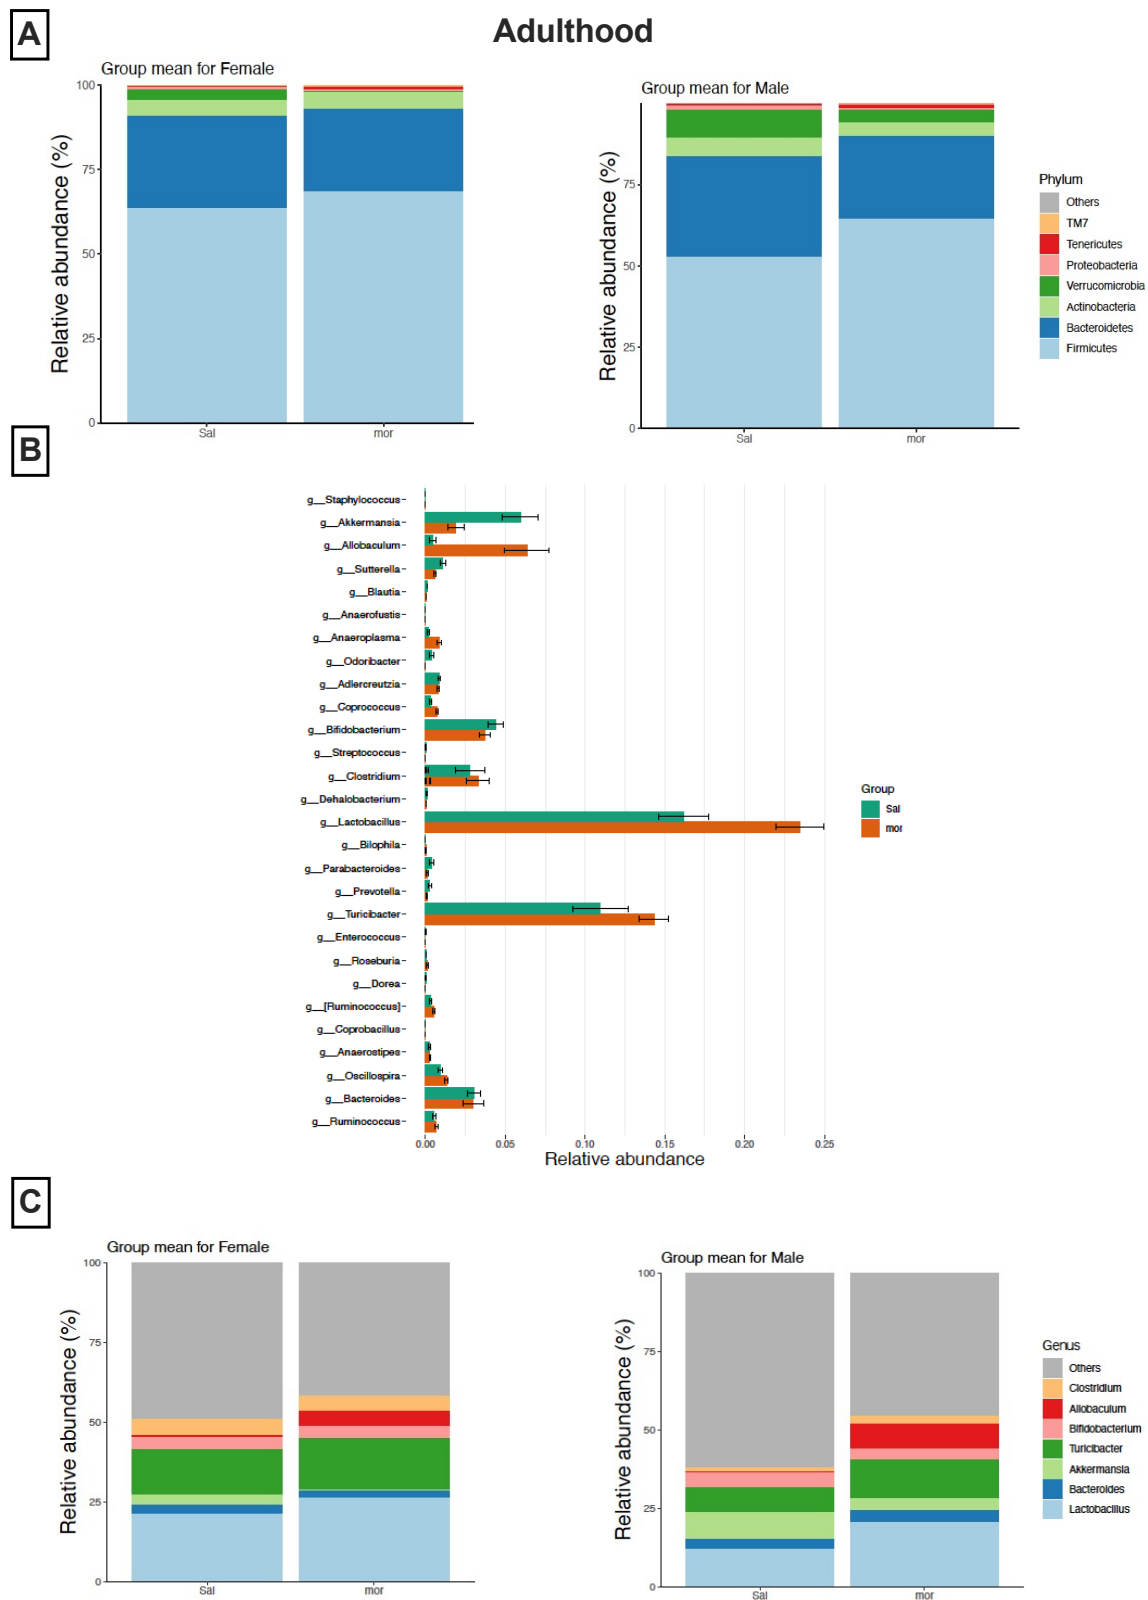 A
Adulthood
Group mean for Female
Relative abundance (%)
100
75
50
25
0
Sal
mor
Group mean for Male
Relative abundance (%)
75
50
25
0
Sal
mor
Phylum
Others
TM7
Tenericutes
Proteobacteria
Verrucomicrobia
Actinobacteria
Bacteroidetes
Firmicutes
B
g__Staphylococcus
g__Akkermansia
g__Allobaculum
g__Sutterella
g__Blautia
g__Anaerofustis
g__Anaeroplasma
g__Odoribacter
g__Adlercreutzia
g__Coprococcus
g__Bifidobacterium
g__Streptococcus
g__Clostridium
g__Dehalobacterium
g__Lactobacillus
g__Bilophila
g__Parabacteroides
g__Prevotella
g__Turicibacter
g__Enterococcus
g__Roseburia
g__Dorea
g__[Ruminococcus]
g__Coprobacillus
g__Anaerostipes
g__Oscillospira
g__Bacteroides
g__Ruminococcus
0.00 0.05 0.10 0.15 0.20 0.25
Relative abundance
Group
Sal
mor
C
Group mean for Female
Relative abundance (%)
100
75
50
25
0
Sal
mor
Group mean for Male
Relative abundance (%)
100
75
50
25
0
Sal
mor
Genus
Others
Clostridium
Allobaculum
Bifidobacterium
Turicibacter
Akkermansia
Bacteroides
Lactobacillus